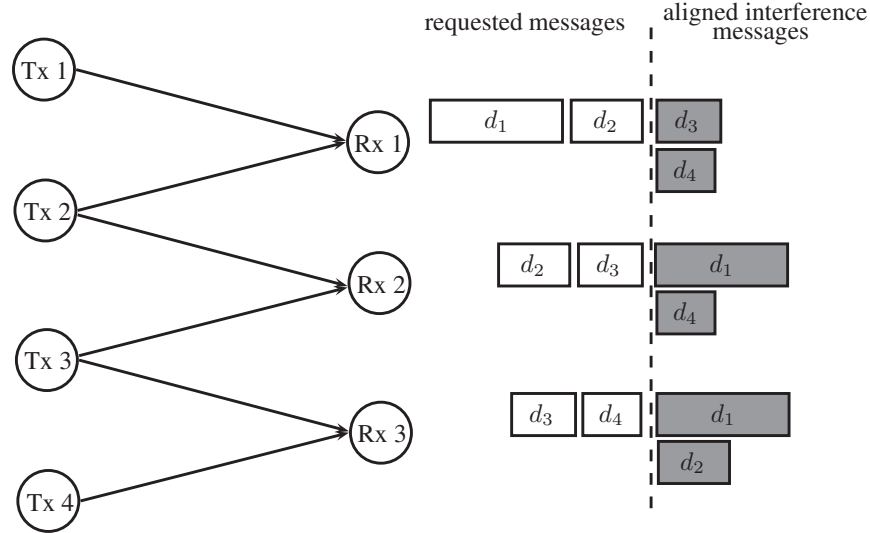 requested messages
aligned interference
messages
Tx 1
Rx 1
d₁
d₂
d₃
d₄
Tx 2
Rx 2
d₂
d₃
d₁
d₄
Tx 3
Rx 3
d₃
d₄
d₁
d₂
Tx 4